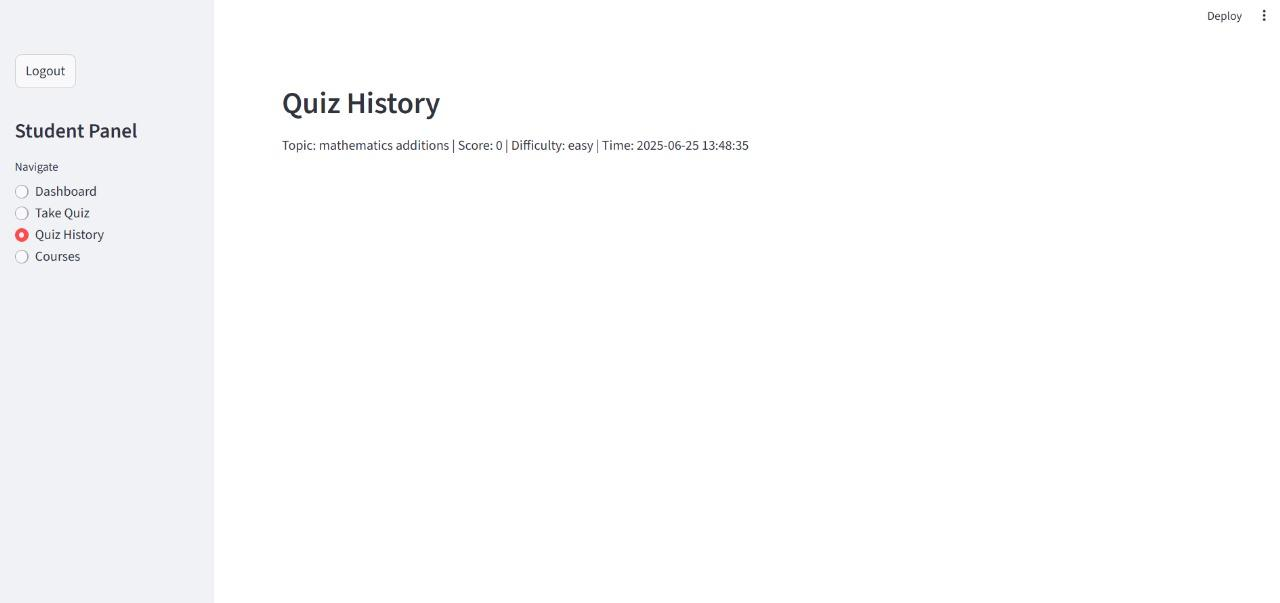 Deploy
Logout
Student Panel
Navigate
Dashboard
Take Quiz
Quiz History
Courses
Quiz History
Topic: mathematics additions | Score: 0 | Difficulty: easy | Time: 2025-06-25 13:48:35